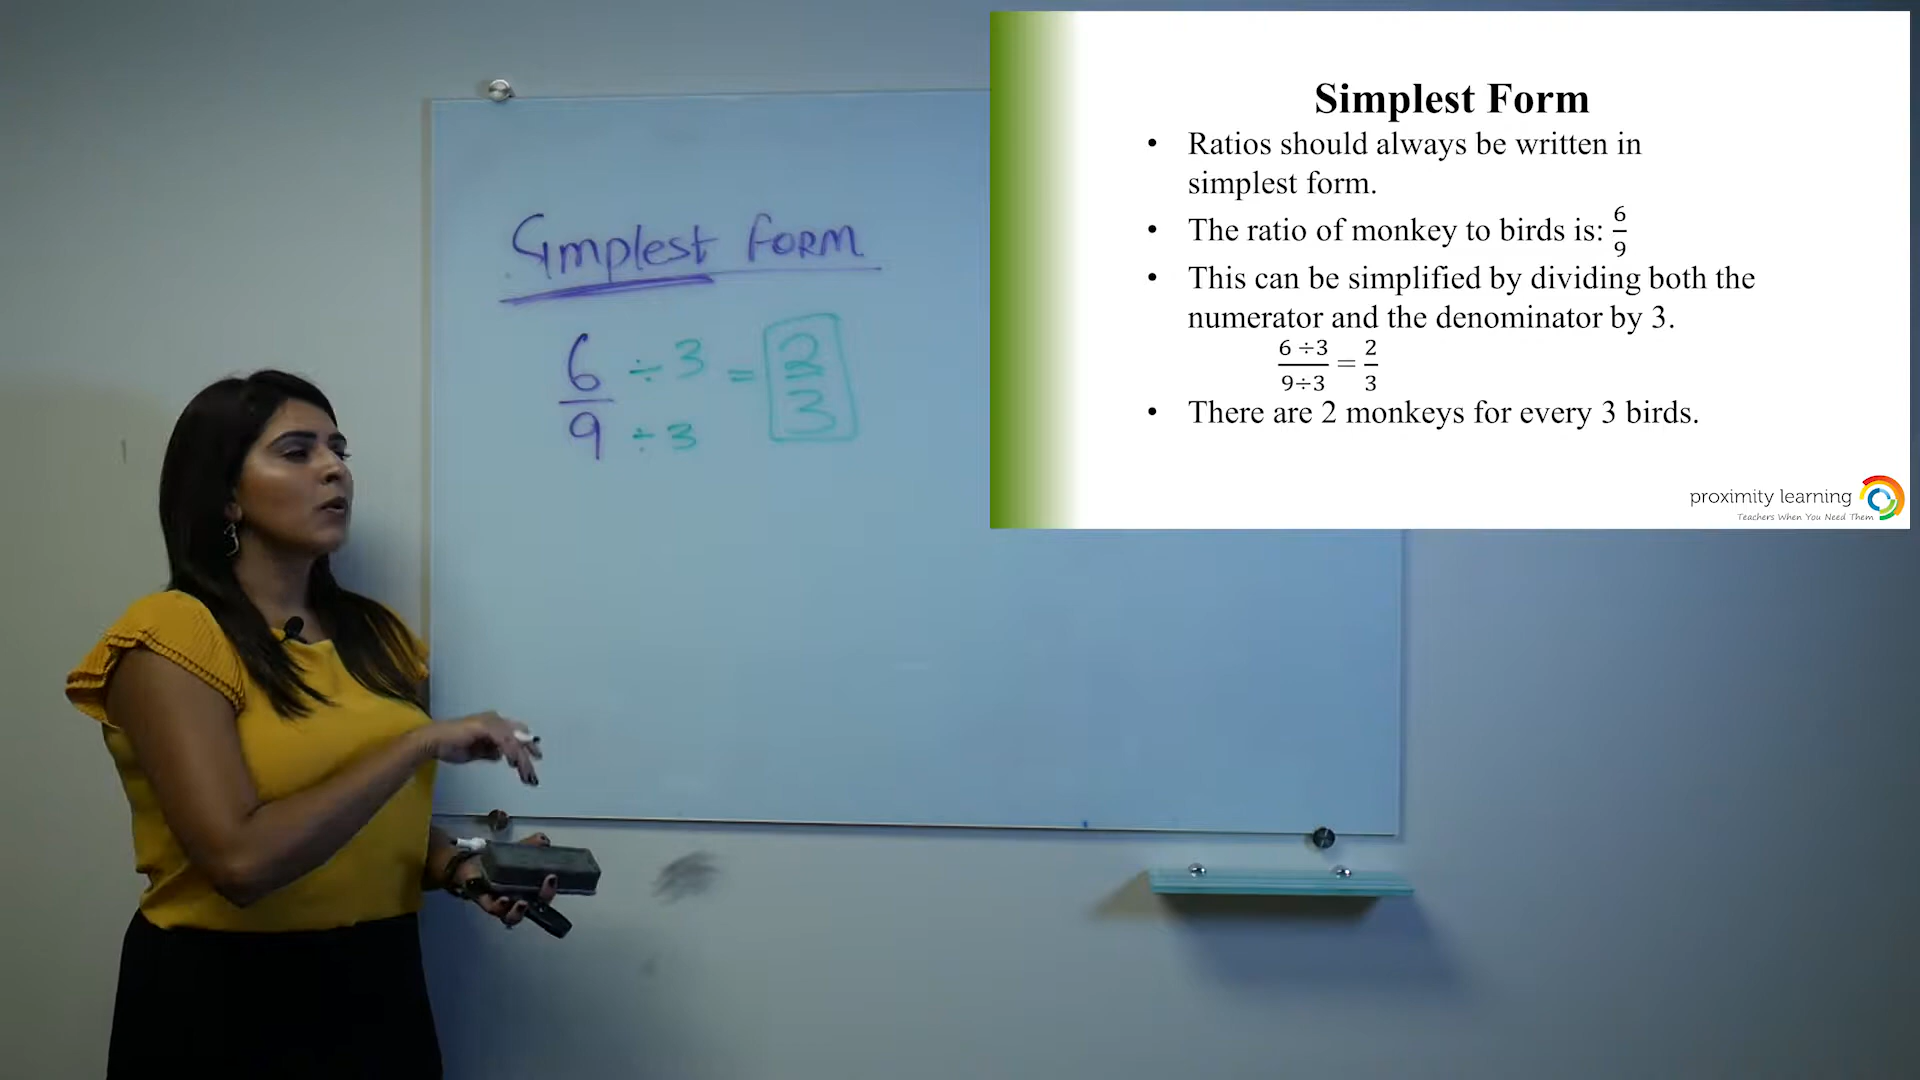 Simplest Form
6 ÷ 3 = 2
9 ÷ 3 3
Simplest Form
• Ratios should always be written in
simplest form.
• The ratio of monkey to birds is: 6/9
• This can be simplified by dividing both the
numerator and the denominator by 3.
6 ÷3 / 9÷3 = 2/3
• There are 2 monkeys for every 3 birds.
proximity learning
Teachers When You Need Them